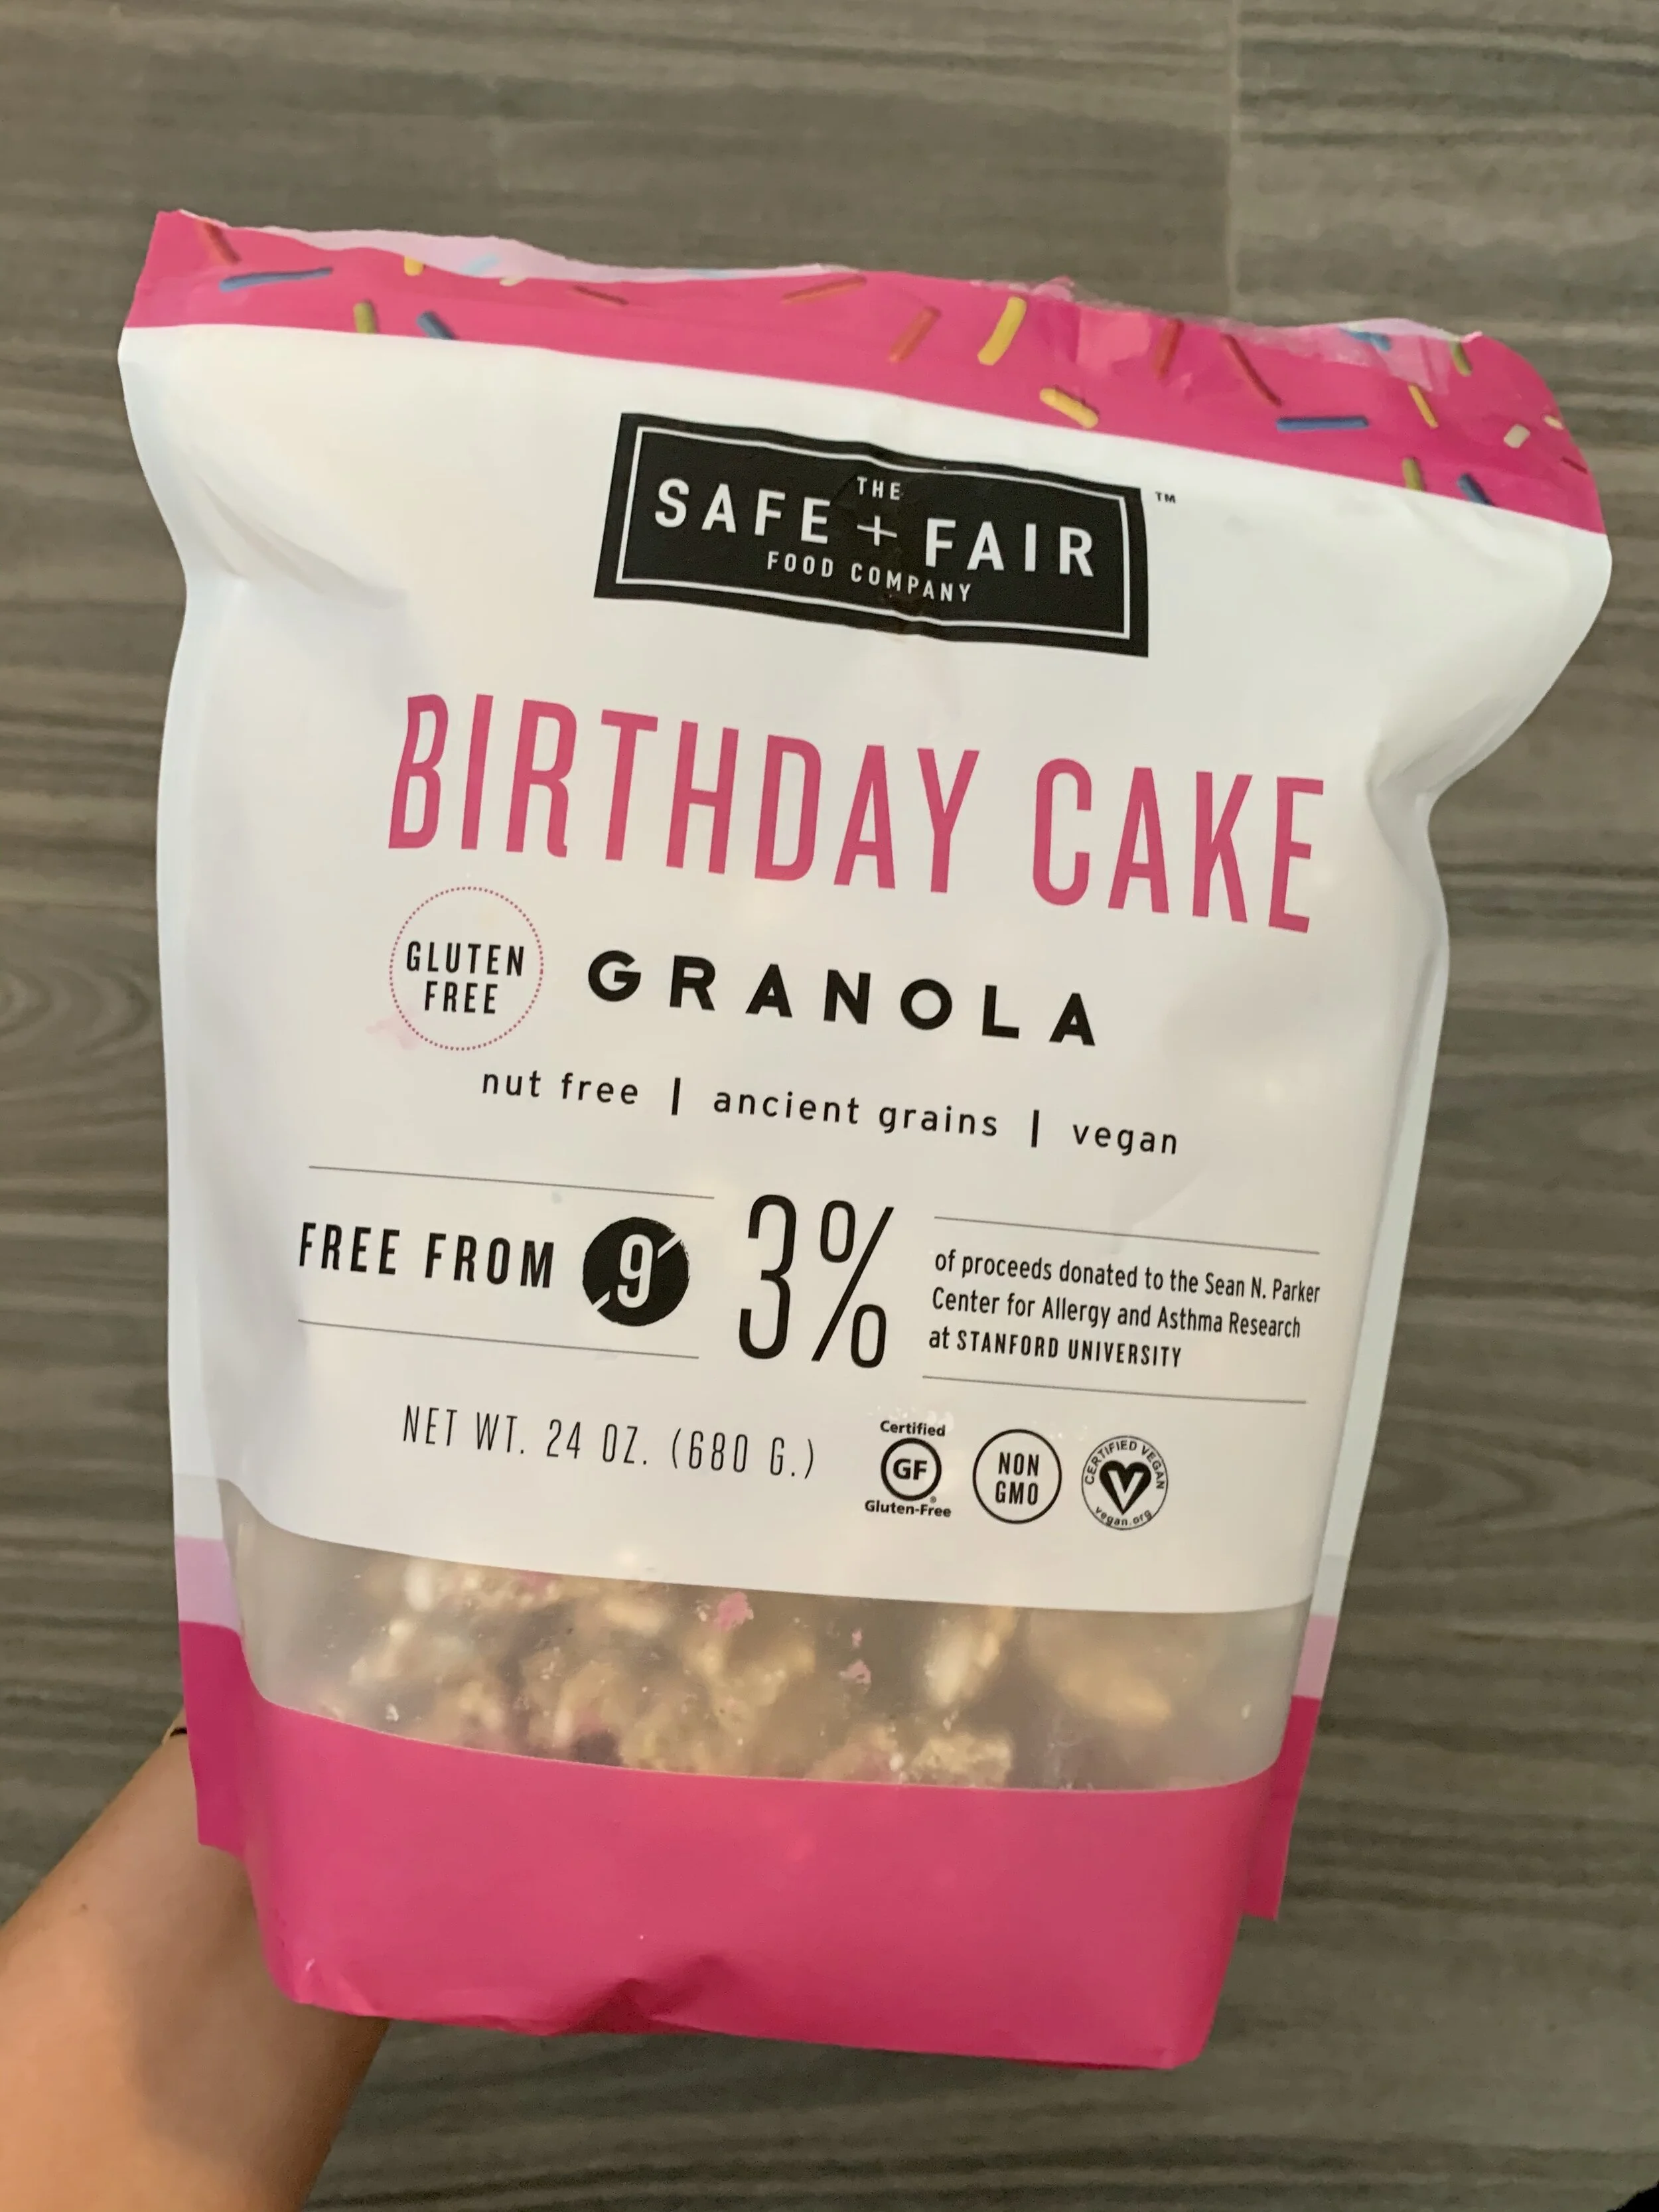 THE
SAFE + FAIR
FOOD COMPANY
TM
BIRTHDAY CAKE
GLUTEN
FREE
GRANOLA
nut free | ancient grains | vegan
FREE FROM 9
3%
of proceeds donated to the Sean N. Parker
Center for Allergy and Asthma Research
at STANFORD UNIVERSITY
NET WT. 24 OZ. (680 G.)
Certified
GF
®
Gluten-Free
NON
GMO
CERTIFIED VEGAN
V
vegan.org